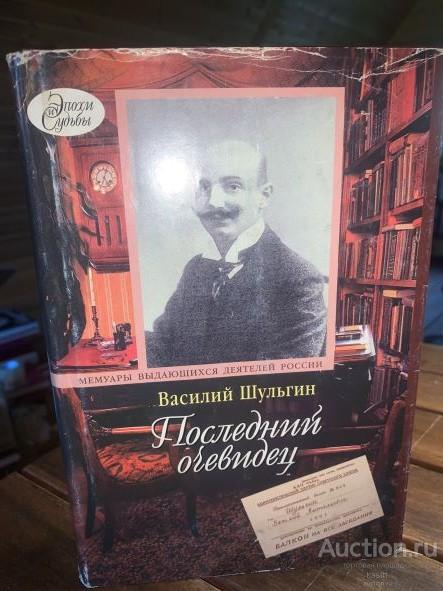 Эпохи
и
Судьбы
МЕМУАРЫ ВЫДАЮЩИХСЯ ДЕЯТЕЛЕЙ РОССИИ
Василий Шульгин
Последний
очевидец
БАЛКОН НА ВСЕ ЗАСЕДАНИЯ
Auction.ru